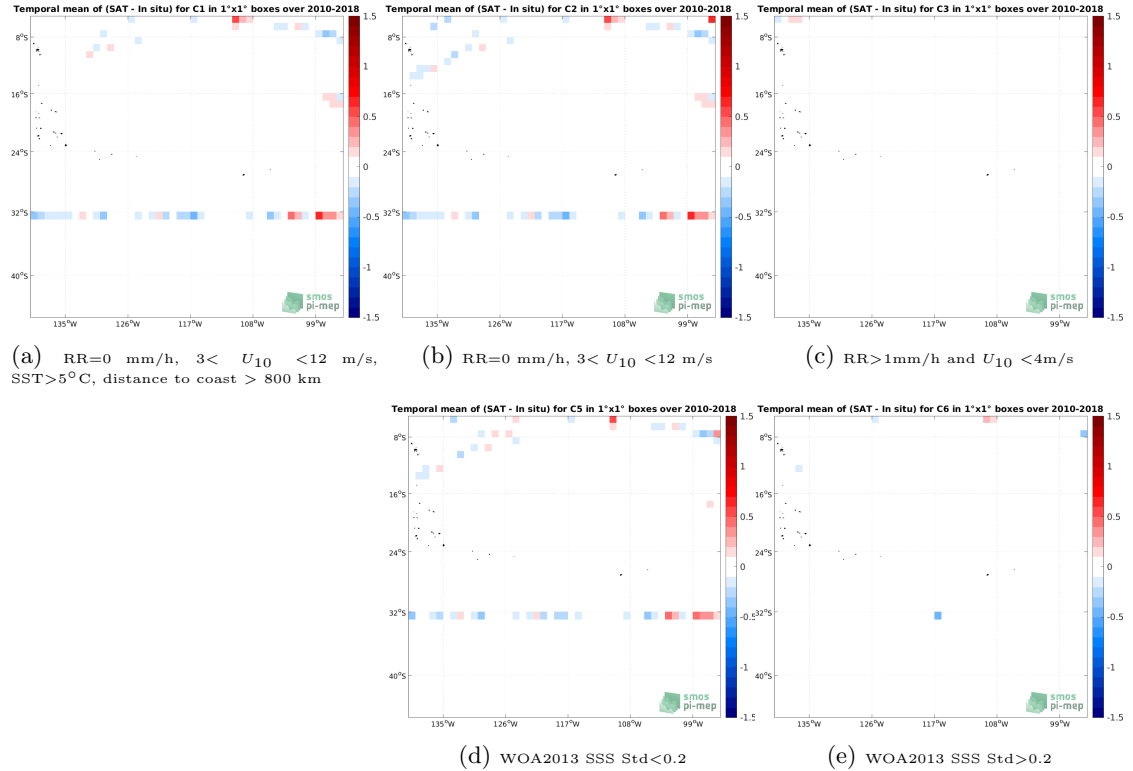 Temporal mean of (SAT - In situ) for C1 in 1°x1° boxes over 2010-2018
8°S
16°S
24°S
32°S
40°S
135°W
126°W
117°W
108°W
99°W
1.5
1
0.5
0
-0.5
-1
-1.5
smos
pi-mep
(a) RR=0 mm/h, 3< U10 <12 m/s,
SST>5°C, distance to coast > 800 km
Temporal mean of (SAT - In situ) for C2 in 1°x1° boxes over 2010-2018
8°S
16°S
24°S
32°S
40°S
135°W
126°W
117°W
108°W
99°W
1.5
1
0.5
0
-0.5
-1
-1.5
smos
pi-mep
(b) RR=0 mm/h, 3< U10 <12 m/s
Temporal mean of (SAT - In situ) for C3 in 1°x1° boxes over 2010-2018
8°S
16°S
24°S
32°S
40°S
135°W
126°W
117°W
108°W
99°W
1.5
1
0.5
0
-0.5
-1
-1.5
smos
pi-mep
(c) RR>1mm/h and U10 <4m/s
Temporal mean of (SAT - In situ) for C5 in 1°x1° boxes over 2010-2018
8°S
16°S
24°S
32°S
40°S
135°W
126°W
117°W
108°W
99°W
1.5
1
0.5
0
-0.5
-1
-1.5
smos
pi-mep
(d) WOA2013 SSS Std<0.2
Temporal mean of (SAT - In situ) for C6 in 1°x1° boxes over 2010-2018
8°S
16°S
24°S
32°S
40°S
135°W
126°W
117°W
108°W
99°W
1.5
1
0.5
0
-0.5
-1
-1.5
smos
pi-mep
(e) WOA2013 SSS Std>0.2